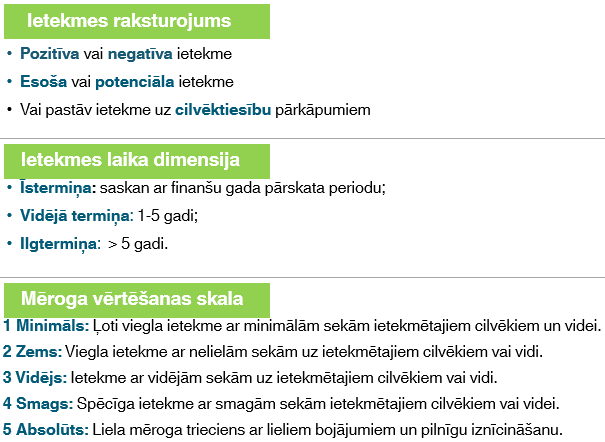 Ietekmes raksturojums
• Pozitīva vai negatīva ietekme
• Esoša vai potenciāla ietekme
• Vai pastāv ietekme uz cilvēktiesību pārkāpumiem
Ietekmes laika dimensija
• Īstermiņa: saskan ar finanšu gada pārskata periodu;
• Vidējā termiņa: 1-5 gadi;
• Ilgtermiņa: > 5 gadi.
Mēroga vērtēšanas skala
1 Minimāls: Ļoti viegla ietekme ar minimālām sekām ietekmētajiem cilvēkiem un videi.
2 Zems: Viegla ietekme ar nelielām sekām uz ietekmētajiem cilvēkiem vai vidi.
3 Vidējs: Ietekme ar vidējām sekām uz ietekmētajiem cilvēkiem vai vidi.
4 Smags: Spēcīga ietekme ar smagām sekām ietekmētajiem cilvēkiem vai videi.
5 Absolūts: Liela mēroga trieciens ar lieliem bojājumiem un pilnīgu iznīcināšanu.